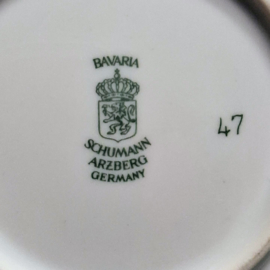 BAVARIA
SCHUMANN
ARZBERG
GERMANY
47